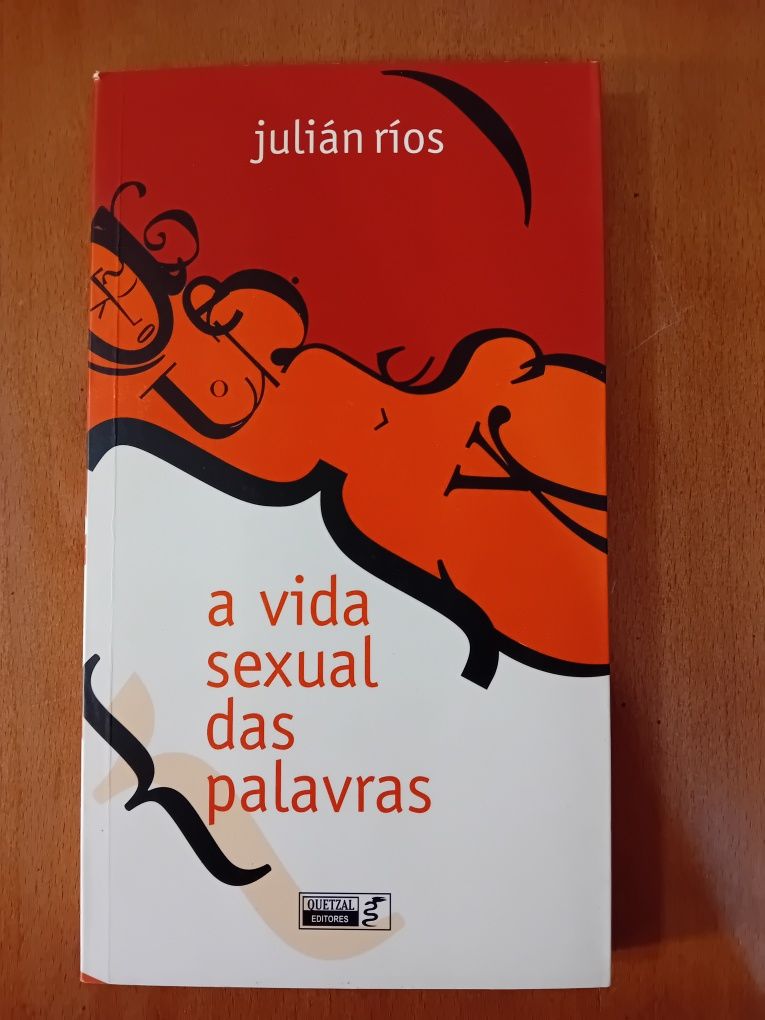 julián ríos
a vida
sexual
das
palavras
QUETZAL
EDITORES